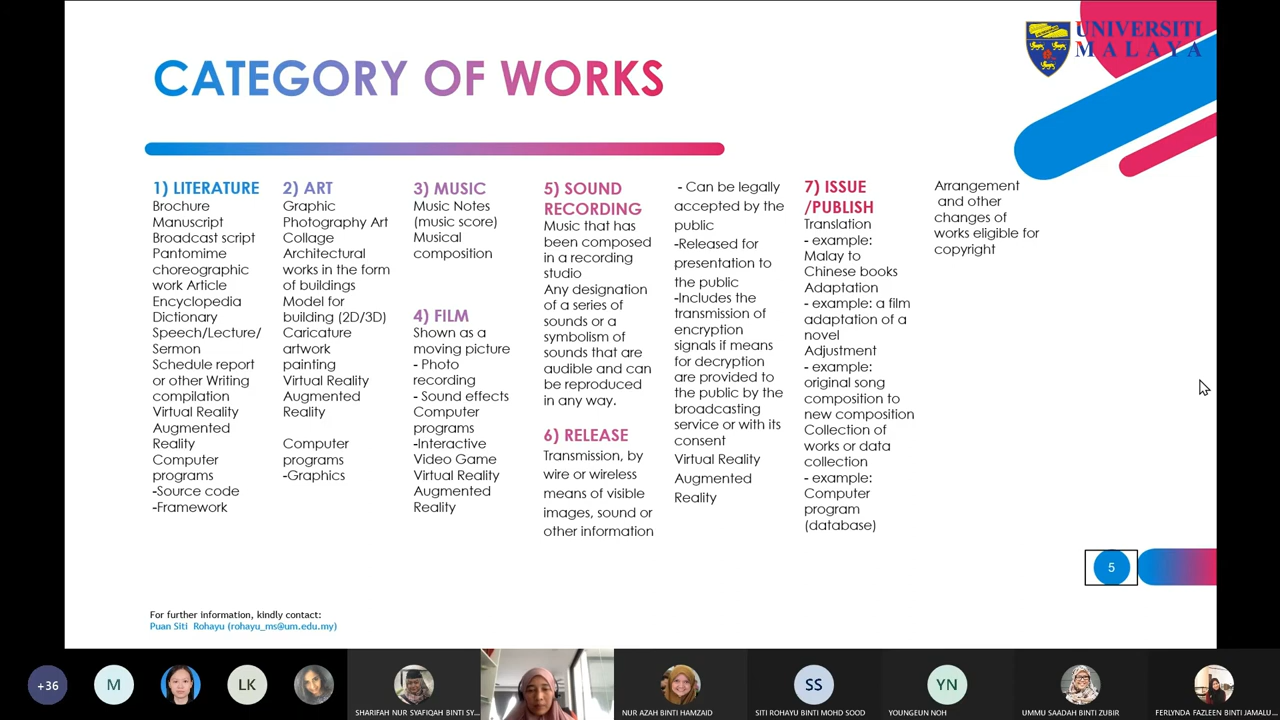 UNIVERSITI
MALAYA
CATEGORY OF WORKS
1) LITERATURE
Brochure
Manuscript
Broadcast script
Pantomime
choreographic
work Article
Encyclopedia
Dictionary
Speech/Lecture/
Sermon
Schedule report
or other Writing
compilation
Virtual Reality
Augmented
Reality
Computer
programs
-Source code
-Framework
2) ART
Graphic
Photography Art
Collage
Architectural
works in the form
of buildings
Model for
building (2D/3D)
Caricature
artwork
painting
Virtual Reality
Augmented
Reality
Computer
programs
-Graphics
3) MUSIC
Music Notes
(music score)
Musical
composition
4) FILM
Shown as a
moving picture
- Photo
recording
- Sound effects
Computer
programs
-Interactive
Video Game
Virtual Reality
Augmented
Reality
5) SOUND
RECORDING
Music that has
been composed
in a recording
studio
Any designation
of a series of
sounds or a
symbolism of
sounds that are
audible and can
be reproduced
in any way.
6) RELEASE
Transmission, by
wire or wireless
means of visible
images, sound or
other information
- Can be legally
accepted by the
public
-Released for
presentation to
the public
-Includes the
transmission of
encryption
signals if means
for decryption
are provided to
the public by the
broadcasting
service or with its
consent
Virtual Reality
Augmented
Reality
7) ISSUE
/PUBLISH
Translation
- example:
Malay to
Chinese books
Adaptation
- example: a film
adaptation of a
novel
Adjustment
- example:
original song
composition to
new composition
Collection of
works or data
collection
- example:
Computer
program
(database)
Arrangement
and other
changes of
works eligible for
copyright
5
For further information, kindly contact:
Puan Siti Rohayu (rohayu_ms@um.edu.my)
+36
M
LK
SS
YN
SHARIFAH NUR SYAFIQAH BINTI SY...
NUR AZAH BINTI HAMZAID
SITI ROHAYU BINTI MOHD SOOD
YOUNGEUN NOH
UMMU SAADAH BINTI ZUBIR
FERLYNDA FAZLEEN BINTI JAMALU...